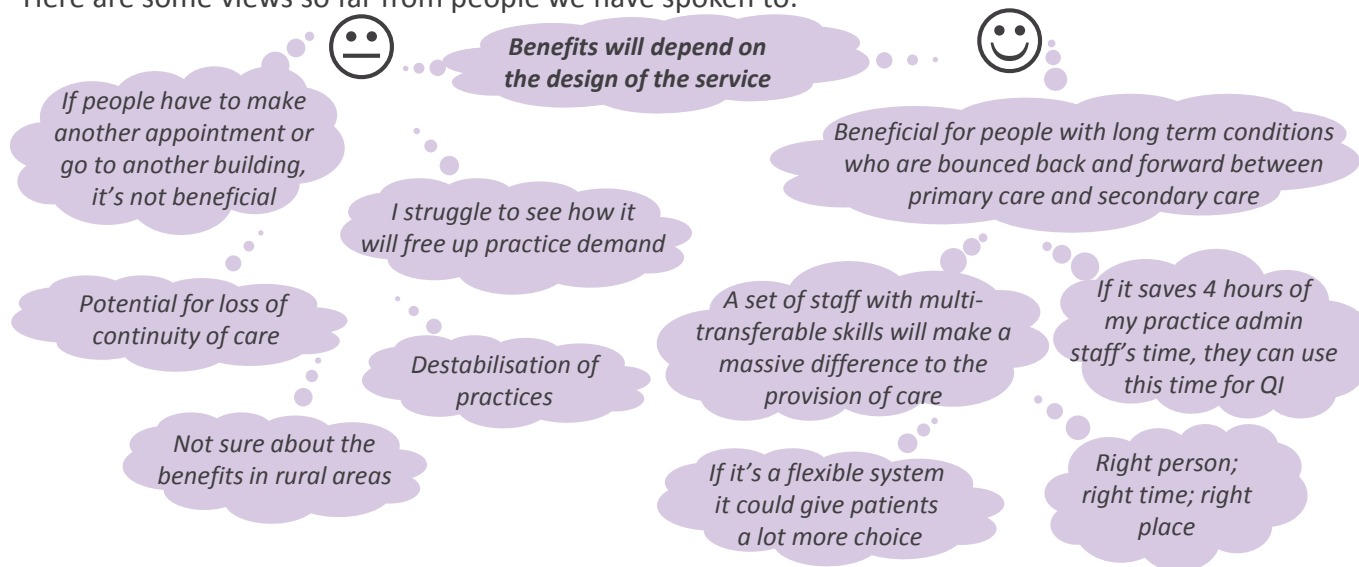 Here are some views so far from people we have spoken to:
Benefits will depend on
the design of the service
If people have to make
another appointment or
go to another building,
it's not beneficial
I struggle to see how it
will free up practice demand
Potential for loss of
continuity of care
Destabilisation of
practices
Not sure about the
benefits in rural areas
Beneficial for people with long term conditions
who are bounced back and forward between
primary care and secondary care
A set of staff with multi-
transferable skills will make a
massive difference to the
provision of care
If it saves 4 hours of
my practice admin
staff's time, they can use
this time for QI
If it's a flexible system
it could give patients
a lot more choice
Right person;
right time; right
place